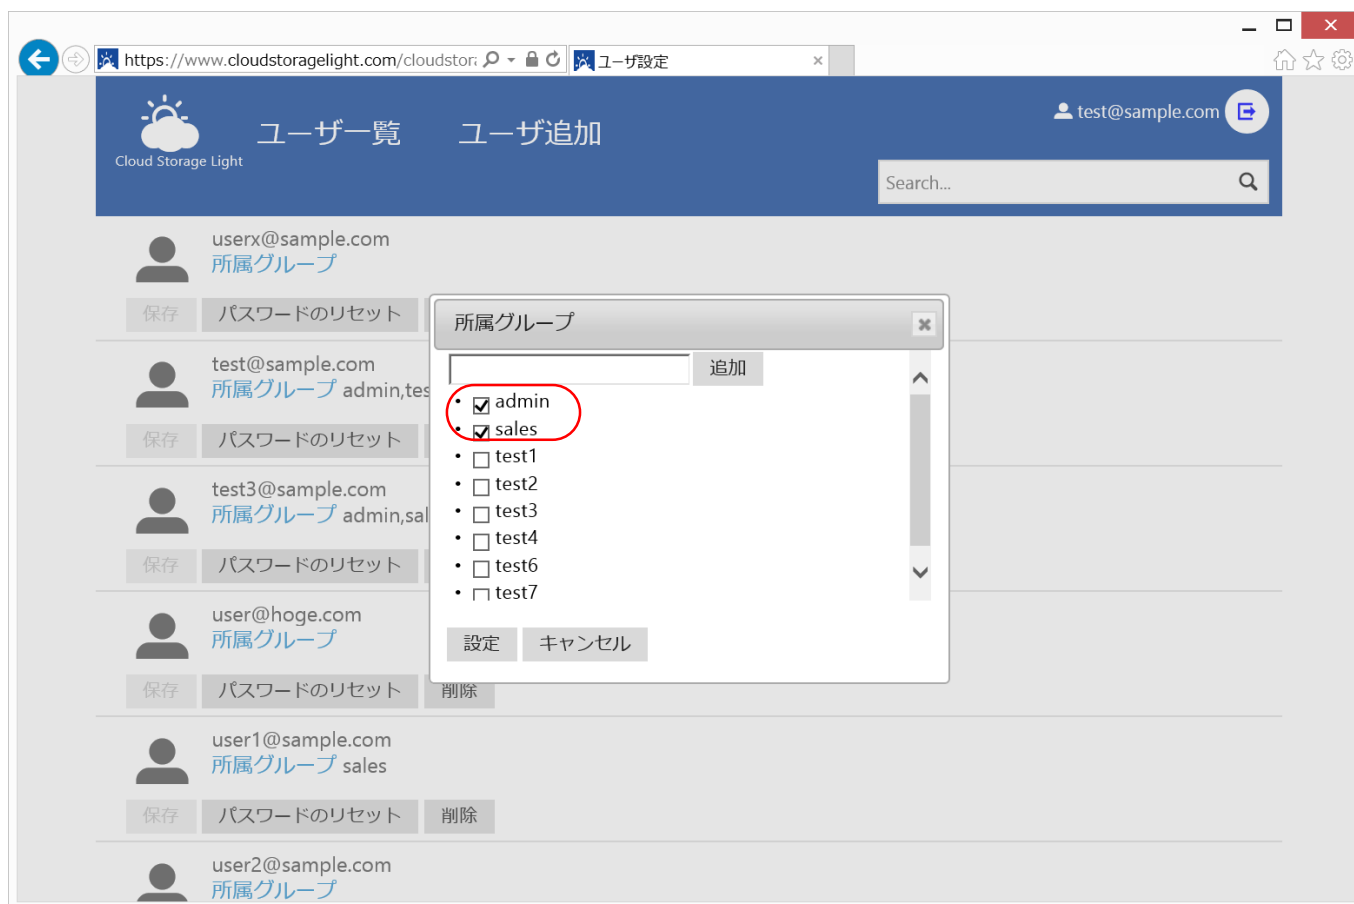 https://www.cloudstoragelight.com/cloudstor
ユーザ設定
Cloud Storage Light
ユーザ一覧
ユーザ追加
test@sample.com
Search...
userx@sample.com
所属グループ
保存 パスワードのリセット
test@sample.com
所属グループ admin,tes
保存 パスワードのリセット
test3@sample.com
所属グループ admin,sal
保存 パスワードのリセット
user@hoge.com
所属グループ
保存 パスワードのリセット 削除
user1@sample.com
所属グループ sales
保存 パスワードのリセット 削除
user2@sample.com
所属グループ
所属グループ
追加
• admin
• sales
• test1
• test2
• test3
• test4
• test6
• test7
設定 キャンセル